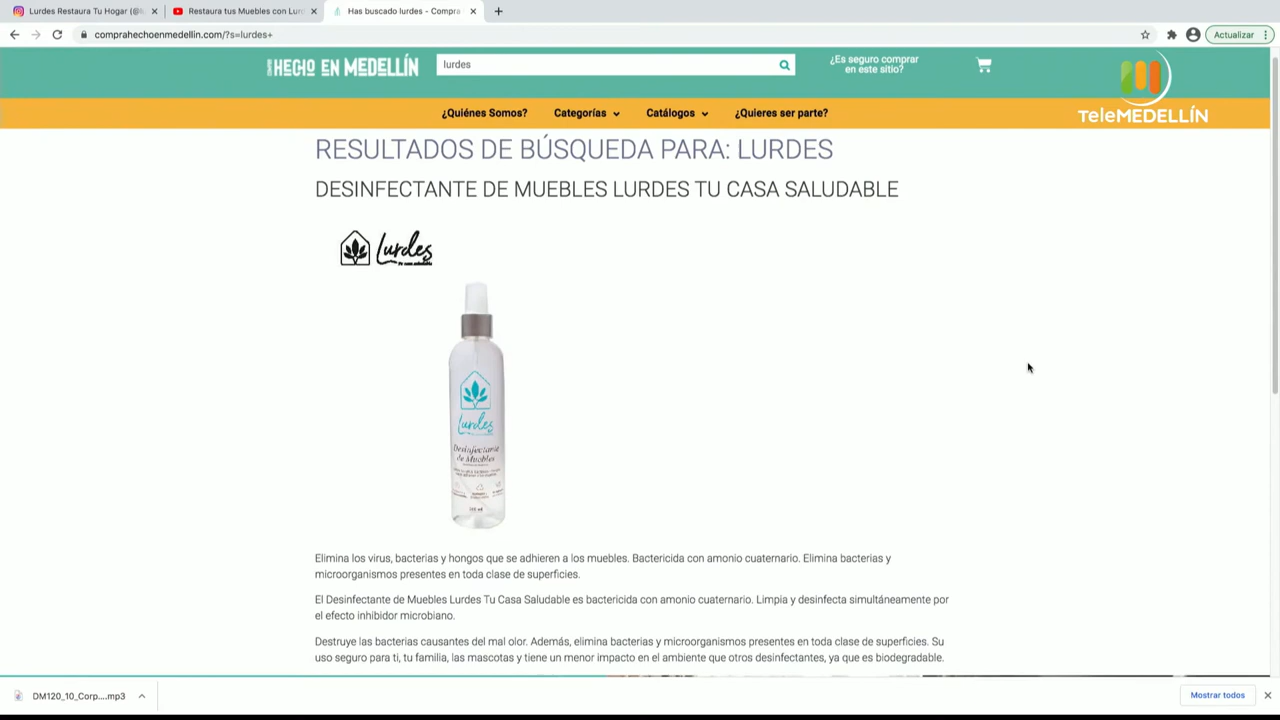 Lurdes Restaura Tu Hogar (@l
Restaura tus Muebles con Lurd
Has buscado lurdes - Compra
comprahechoenmedellin.com/?s=lurdes+
Actualizar
HECHO EN MEDELLÍN
lurdes
¿Es seguro comprar
en este sitio?
TeleMEDELLÍN
¿Quiénes Somos?
Categorías
Catálogos
¿Quieres ser parte?
RESULTADOS DE BÚSQUEDA PARA: LURDES
DESINFECTANTE DE MUEBLES LURDES TU CASA SALUDABLE
Lurdes
tu casa saludable
Lurdes
Desinfectante
de Muebles
Elimina los virus, bacterias y hongos que se adhieren a los muebles. Bactericida con amonio cuaternario. Elimina bacterias y
microorganismos presentes en toda clase de superficies.
El Desinfectante de Muebles Lurdes Tu Casa Saludable es bactericida con amonio cuaternario. Limpia y desinfecta simultáneamente por
el efecto inhibidor microbiano.
Destruye las bacterias causantes del mal olor. Además, elimina bacterias y microorganismos presentes en toda clase de superficies. Su
uso seguro para ti, tu familia, las mascotas y tiene un menor impacto en el ambiente que otros desinfectantes, ya que es biodegradable.
DM120_10_Corp....mp3
Mostrar todos